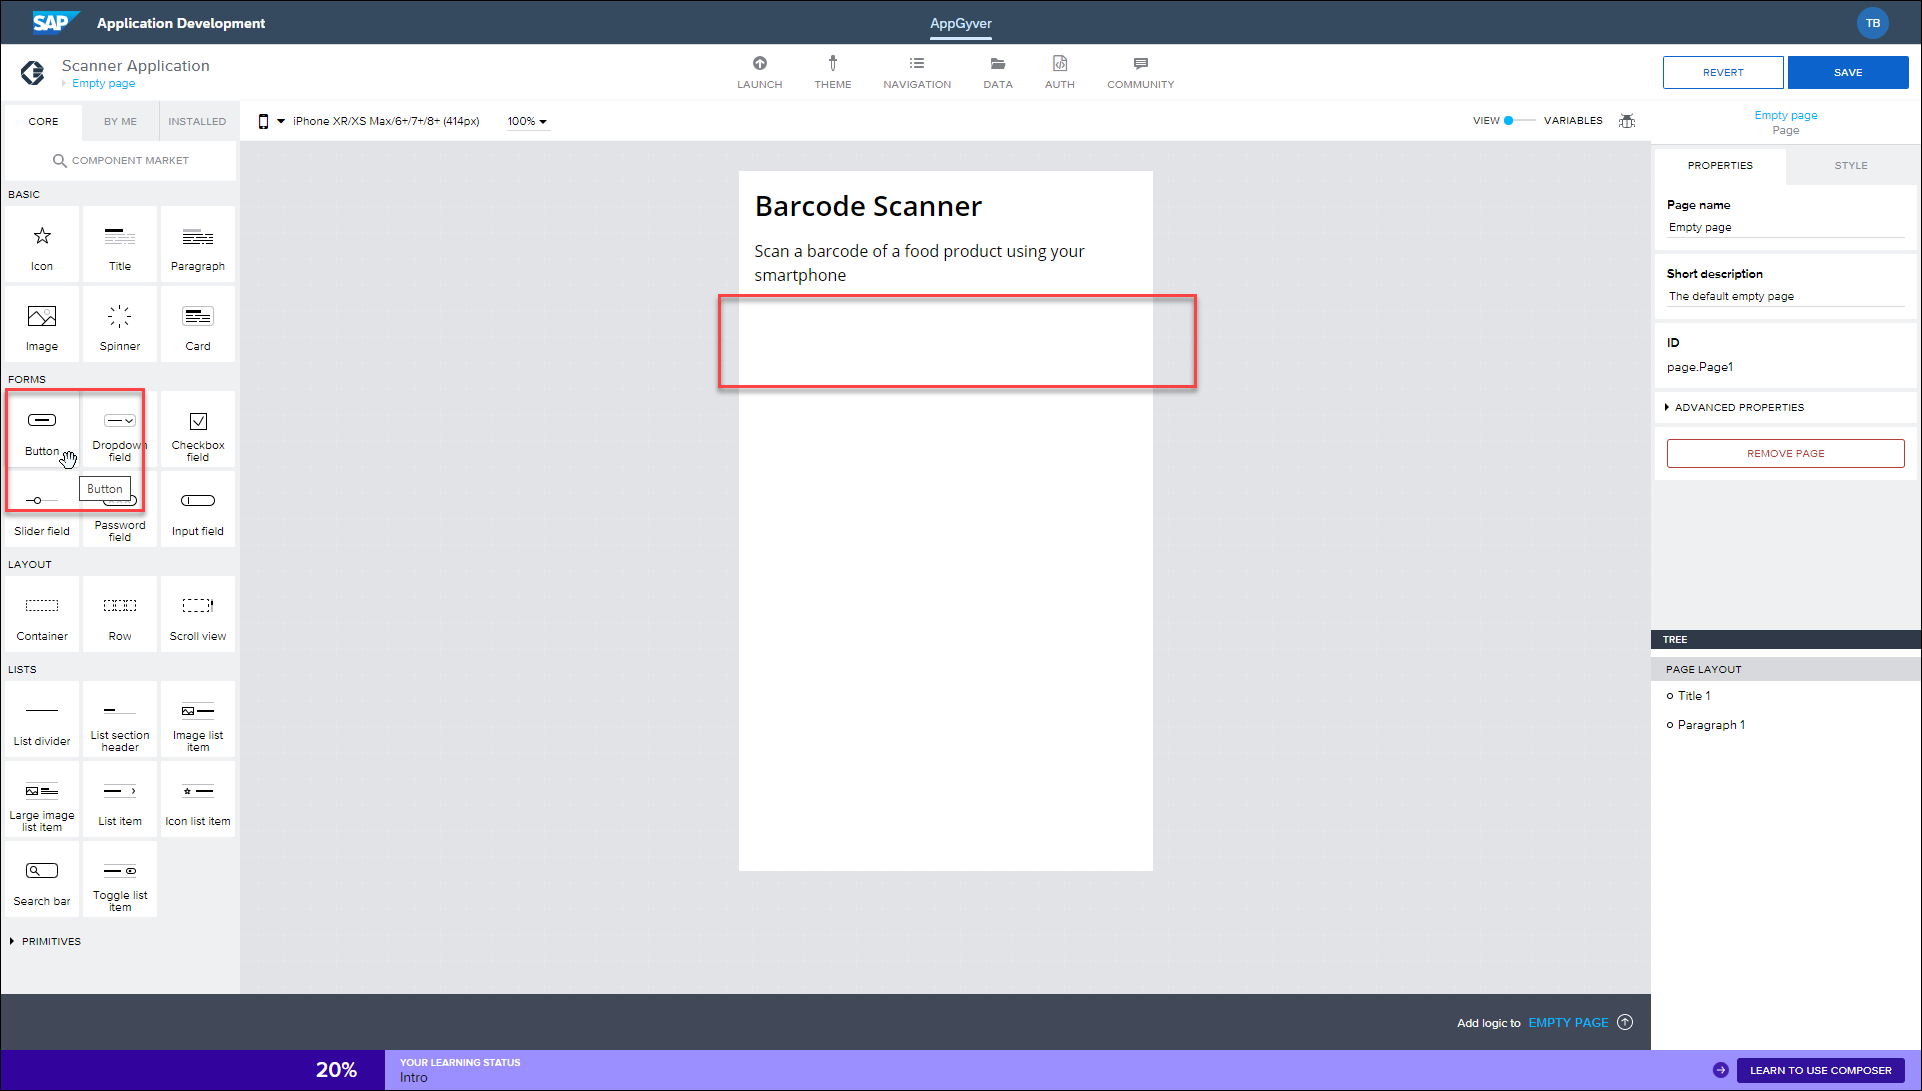 SAP Application Development
AppGyver
TB
Scanner Application
Empty page
LAUNCH
THEME
NAVIGATION
DATA
AUTH
COMMUNITY
REVERT
SAVE
CORE
BY ME
INSTALLED
iPhone XR/XS Max/6+/7+/8+ (414px)
100%
VIEW
VARIABLES
Empty page
Page
COMPONENT MARKET
PROPERTIES
STYLE
BASIC
Icon
Title
Paragraph
Image
Spinner
Card
FORMS
Button
Dropdown
field
Checkbox
field
Button
Slider field
Password
field
Input field
LAYOUT
Container
Row
Scroll view
LISTS
List divider
List section
header
Image list
item
Large image
list item
List item
Icon list item
Search bar
Toggle list
item
PRIMITIVES
Barcode Scanner
Scan a barcode of a food product using your
smartphone
Page name
Empty page
Short description
The default empty page
ID
page.Page1
ADVANCED PROPERTIES
REMOVE PAGE
TREE
PAGE LAYOUT
Title 1
Paragraph 1
Add logic to EMPTY PAGE
20%
YOUR LEARNING STATUS
Intro
LEARN TO USE COMPOSER